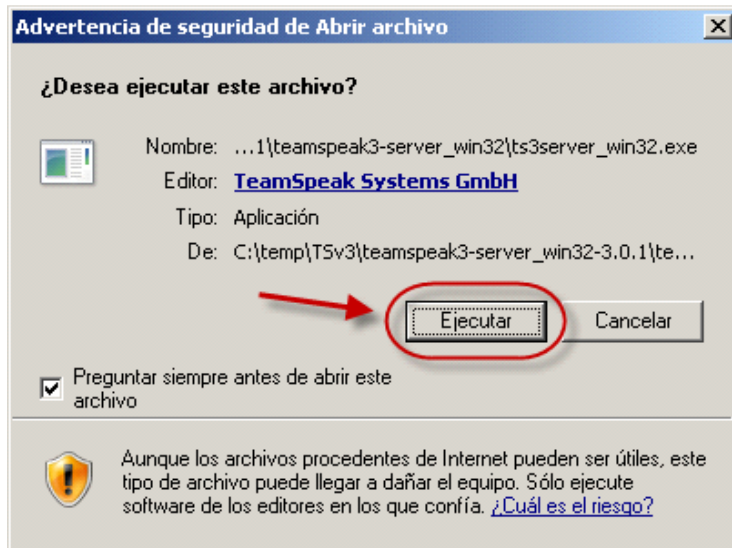 Advertencia de seguridad de Abrir archivo
¿Desea ejecutar este archivo?
Nombre: ...1\teamspeak3-server_win32\ts3server_win32.exe
Editor: TeamSpeak Systems GmbH
Tipo: Aplicación
De: C:\temp\TSv3\teamspeak3-server_win32-3.0.1\te...
Ejecutar Cancelar
Preguntar siempre antes de abrir este
archivo
Aunque los archivos procedentes de Internet pueden ser útiles, este
tipo de archivo puede llegar a dañar el equipo. Sólo ejecute
software de los editores en los que confía. ¿Cuál es el riesgo?